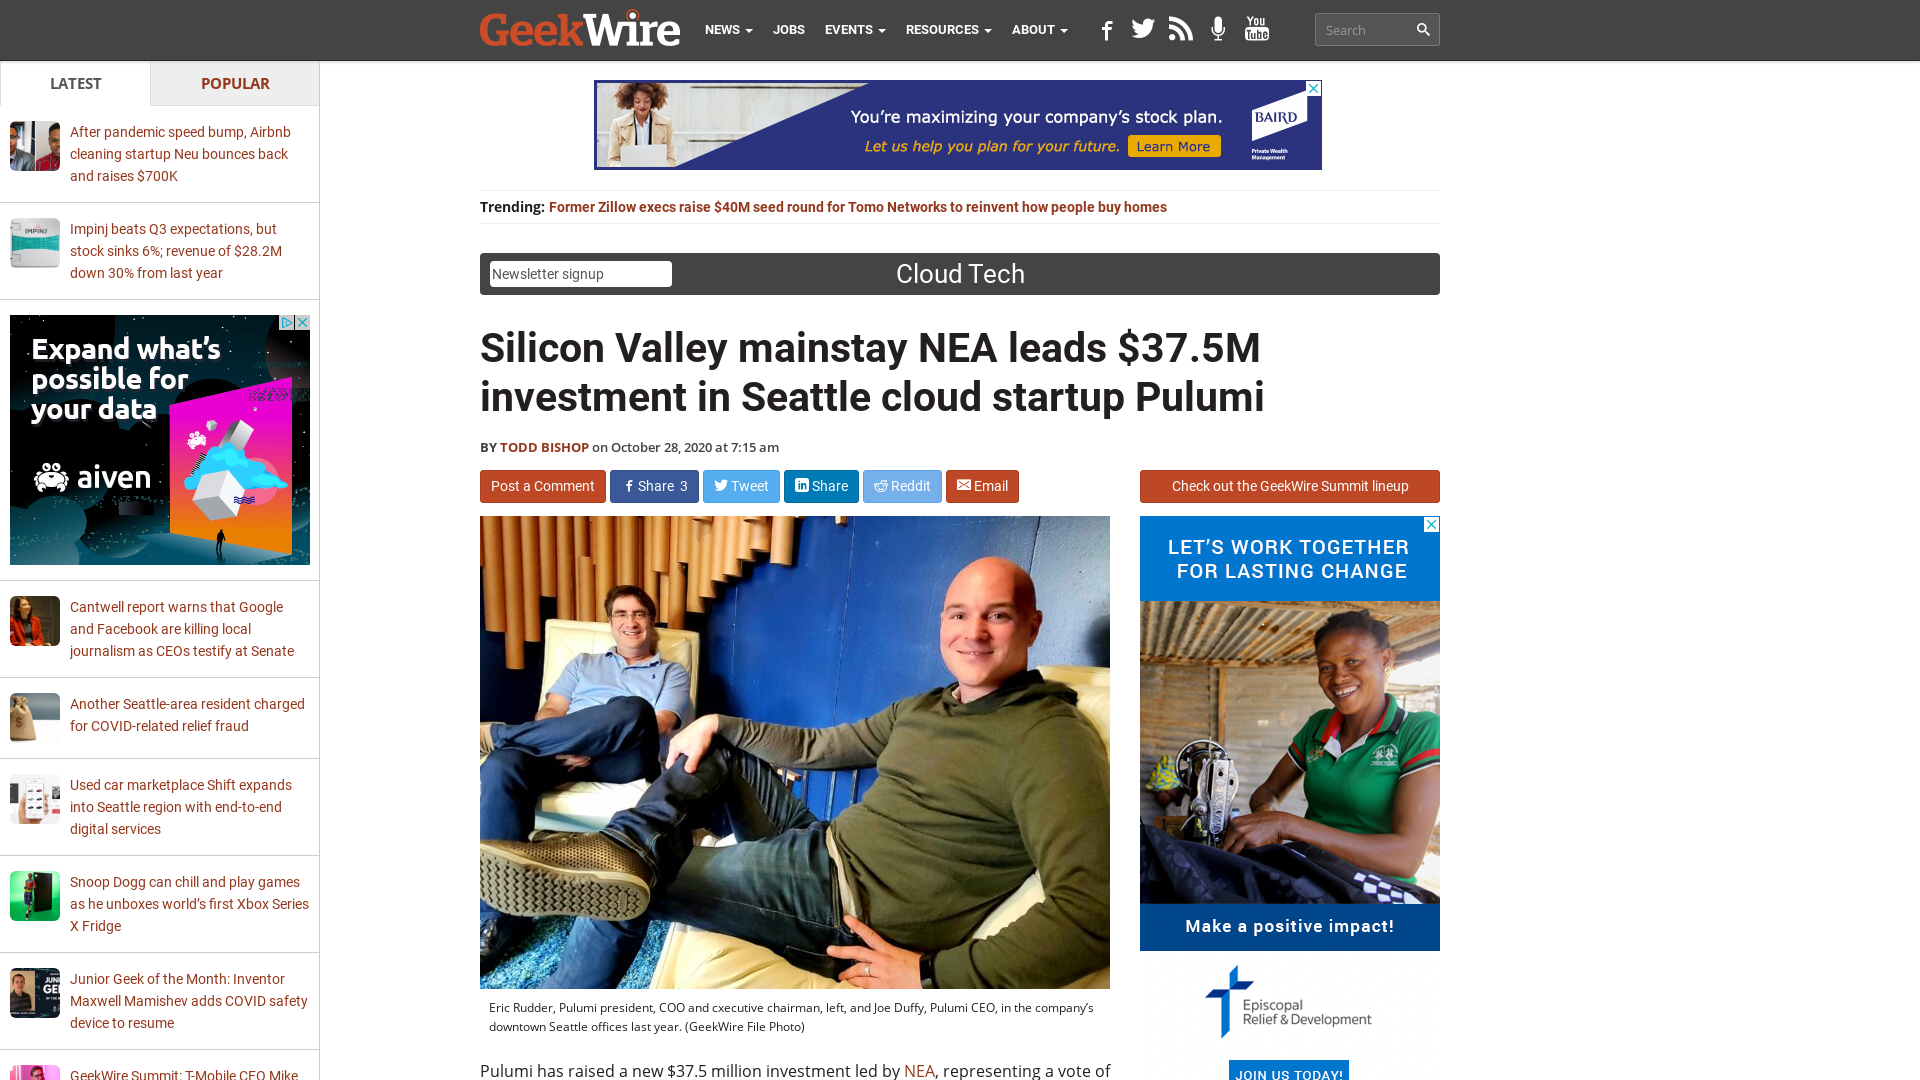 GeekWire
NEWS
JOBS
EVENTS
RESOURCES
ABOUT
You Tube
Search
LATEST
POPULAR
After pandemic speed bump, Airbnb
cleaning startup Neu bounces back
and raises $700K
IMPINJ
Impinj beats Q3 expectations, but
stock sinks 6%; revenue of $28.2M
down 30% from last year
Expand what's
possible for
your data
aiven
Cantwell report warns that Google
and Facebook are killing local
journalism as CEOs testify at Senate
Another Seattle-area resident charged
for COVID-related relief fraud
Used car marketplace Shift expands
into Seattle region with end-to-end
digital services
Snoop Dogg can chill and play games
as he unboxes world's first Xbox Series
X Fridge
Junior Geek of the Month: Inventor
Maxwell Mamishev adds COVID safety
device to resume
GeekWire Summit: T-Mobile CEO Mike
You're maximizing your company's stock plan.
Let us help you plan for your future.
Learn More
BAIRD
Private Wealth
Management
Trending: Former Zillow execs raise $40M seed round for Tomo Networks to reinvent how people buy homes
Newsletter signup
Cloud Tech
Silicon Valley mainstay NEA leads $37.5M
investment in Seattle cloud startup Pulumi
BY TODD BISHOP on October 28, 2020 at 7:15 am
Post a Comment
Share 3
Tweet
Share
Reddit
Email
Check out the GeekWire Summit lineup
Eric Rudder, Pulumi president, COO and cxecutive chairman, left, and Joe Duffy, Pulumi CEO, in the company's
downtown Seattle offices last year. (GeekWire File Photo)
Pulumi has raised a new $37.5 million investment led by NEA, representing a vote of
LET'S WORK TOGETHER
FOR LASTING CHANGE
Make a positive impact!
Episcopal
Relief & Development
JOIN US TODAY!